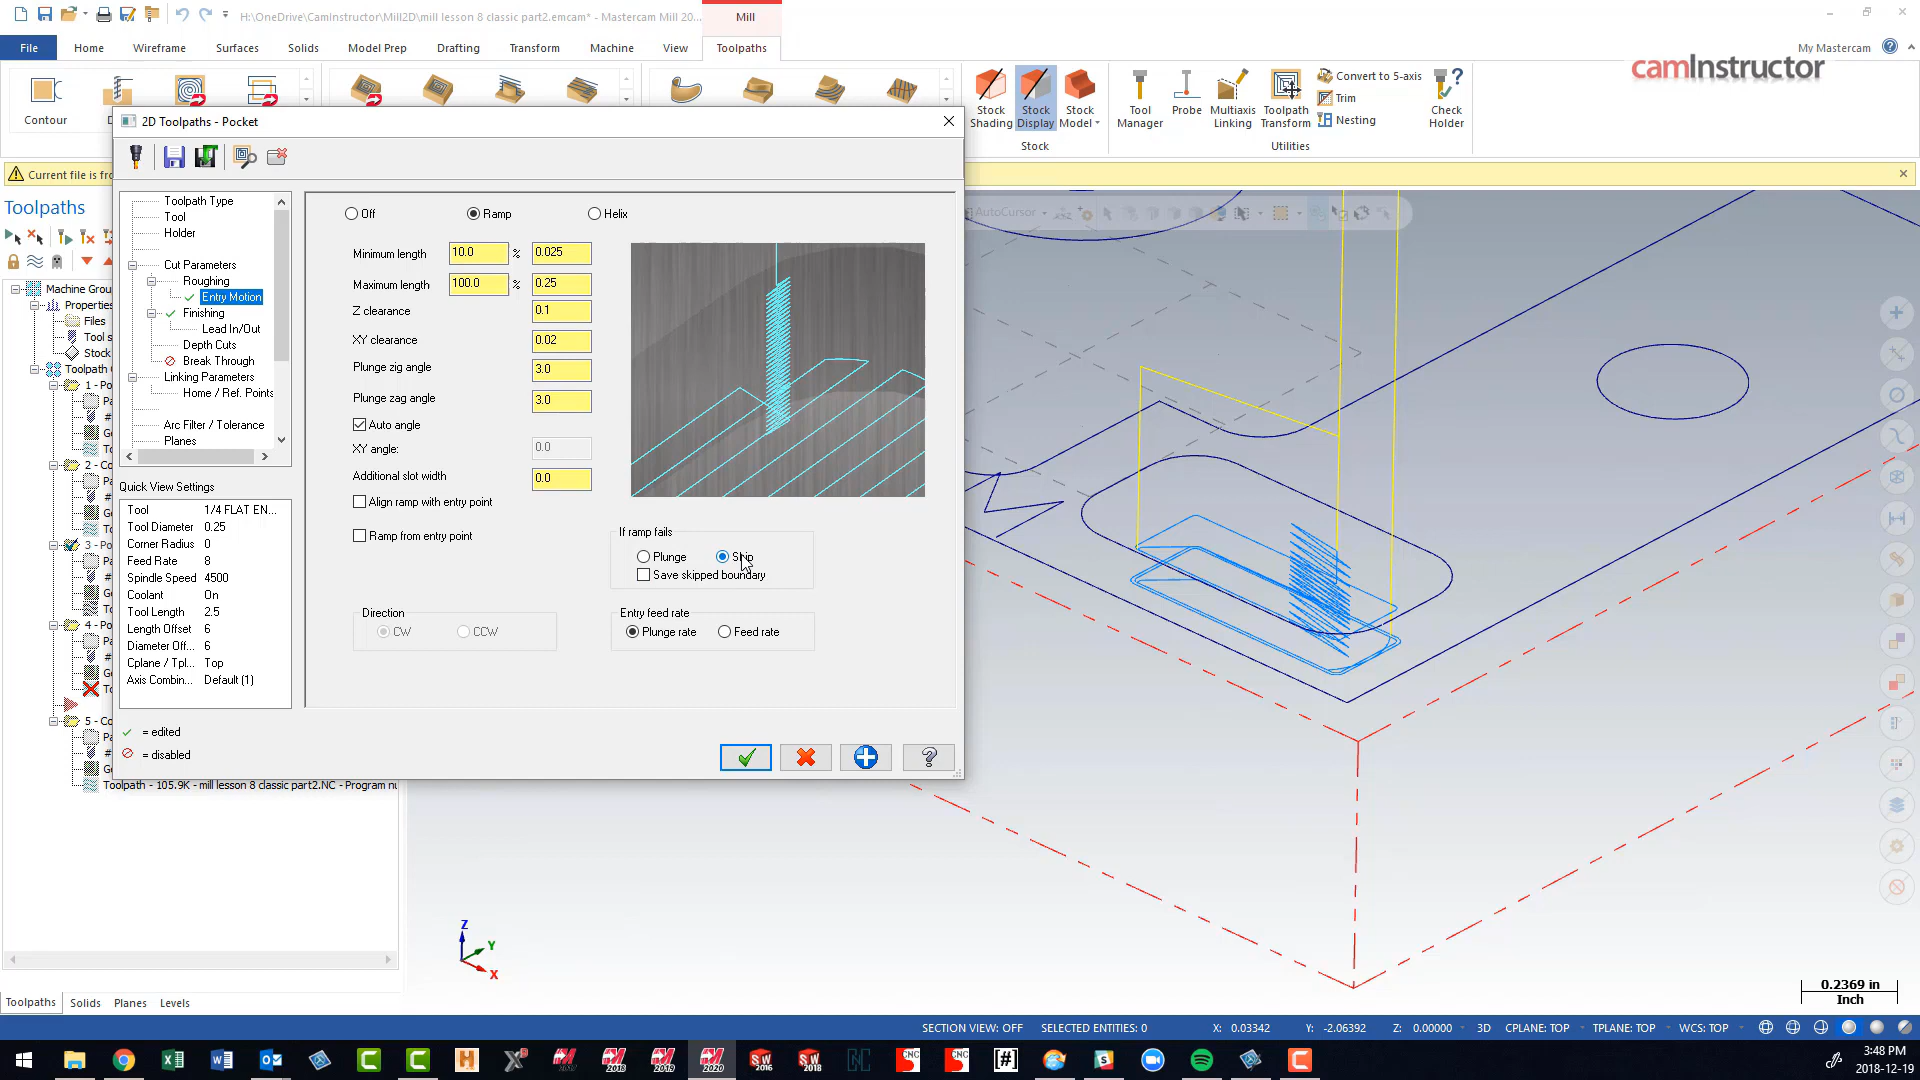 H:\OneDrive\CamInstructor\Mill2D\mill lesson 8 classic part2.emcam* - Mastercam Mill 20...
Mill
File Home Wireframe Surfaces Solids Model Prep Drafting Transform Machine View Toolpaths
My Mastercam
camInstructor
Contour
Stock Shading
Stock Display
Stock Model
Stock
Tool Manager
Probe
Multiaxis Linking
Toolpath Transform
Convert to 5-axis
Trim
Nesting
Check Holder
Utilities
Current file is fr
2D Toolpaths - Pocket
Toolpaths
AutoCursor
Machine Grou
Properties
Files
Tool s
Stock
Toolpath
1 - Po
2 - Co
3 - Po
4 - Po
5 - Co
Toolpath - 105.9K - mill lesson 8 classic part2.NC - Program nu
Toolpath Type
Tool
Holder
Cut Parameters
Roughing
Entry Motion
Finishing
Lead In/Out
Depth Cuts
Break Through
Linking Parameters
Home / Ref. Points
Arc Filter / Tolerance
Planes
Quick View Settings
Tool 1/4 FLAT EN...
Tool Diameter 0.25
Corner Radius 0
Feed Rate 8
Spindle Speed 4500
Coolant On
Tool Length 2.5
Length Offset 6
Diameter Off... 6
Cplane / Tpl... Top
Axis Combin... Default (1)
= edited
= disabled
Off Ramp Helix
Minimum length 10.0 % 0.025
Maximum length 100.0 % 0.25
Z clearance 0.1
XY clearance 0.02
Plunge zig angle 3.0
Plunge zag angle 3.0
Auto angle
XY angle: 0.0
Additional slot width 0.0
Align ramp with entry point
Ramp from entry point
If ramp fails
Plunge Skip
Save skipped boundary
Direction
CW CCW
Entry feed rate
Plunge rate Feed rate
Z
Y
X
0.2369 in
Inch
Toolpaths Solids Planes Levels
SECTION VIEW: OFF SELECTED ENTITIES: 0 X: 0.03342 Y: -2.06392 Z: 0.00000 3D CPLANE: TOP TPLANE: TOP WCS: TOP
3:48 PM
2018-12-19